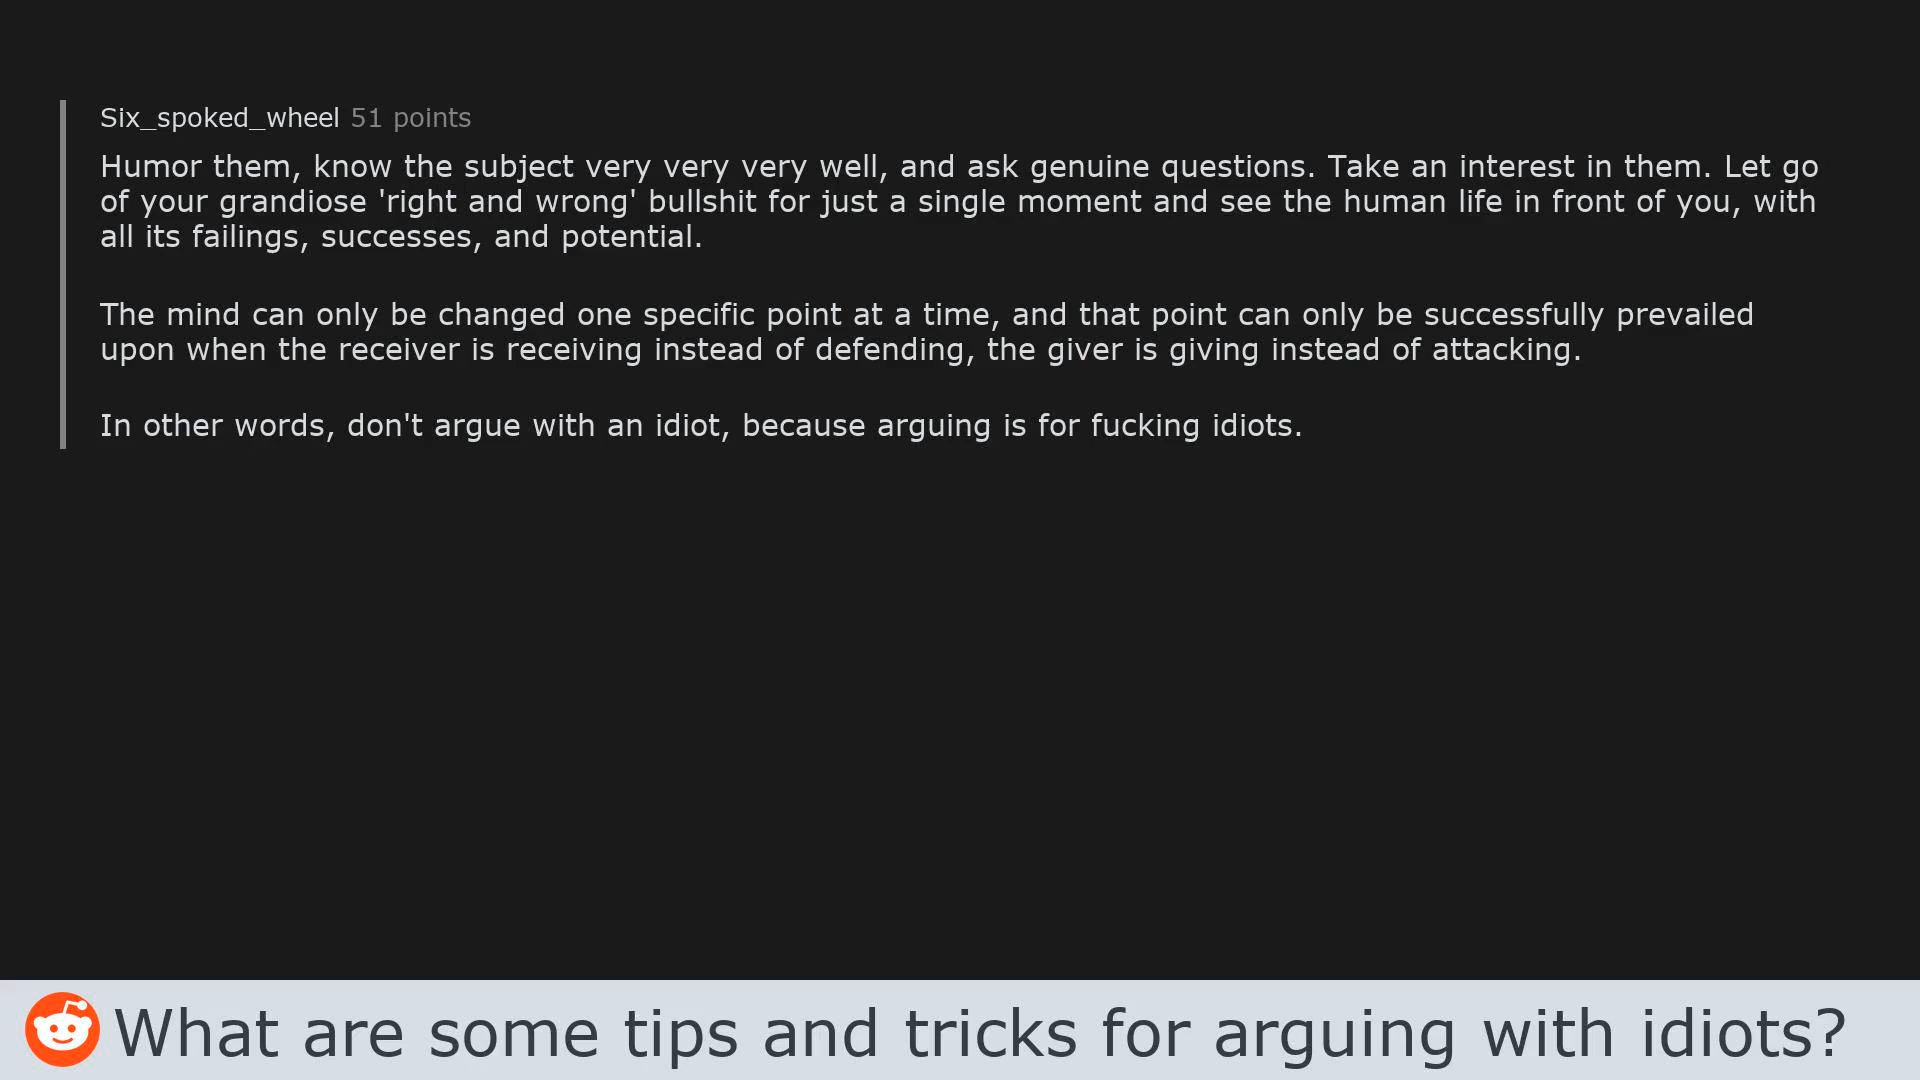 Six_spoked_wheel 51 points
Humor them, know the subject very very very well, and ask genuine questions. Take an interest in them. Let go
of your grandiose 'right and wrong' bullshit for just a single moment and see the human life in front of you, with
all its failings, successes, and potential.
The mind can only be changed one specific point at a time, and that point can only be successfully prevailed
upon when the receiver is receiving instead of defending, the giver is giving instead of attacking.
In other words, don't argue with an idiot, because arguing is for fucking idiots.
What are some tips and tricks for arguing with idiots?